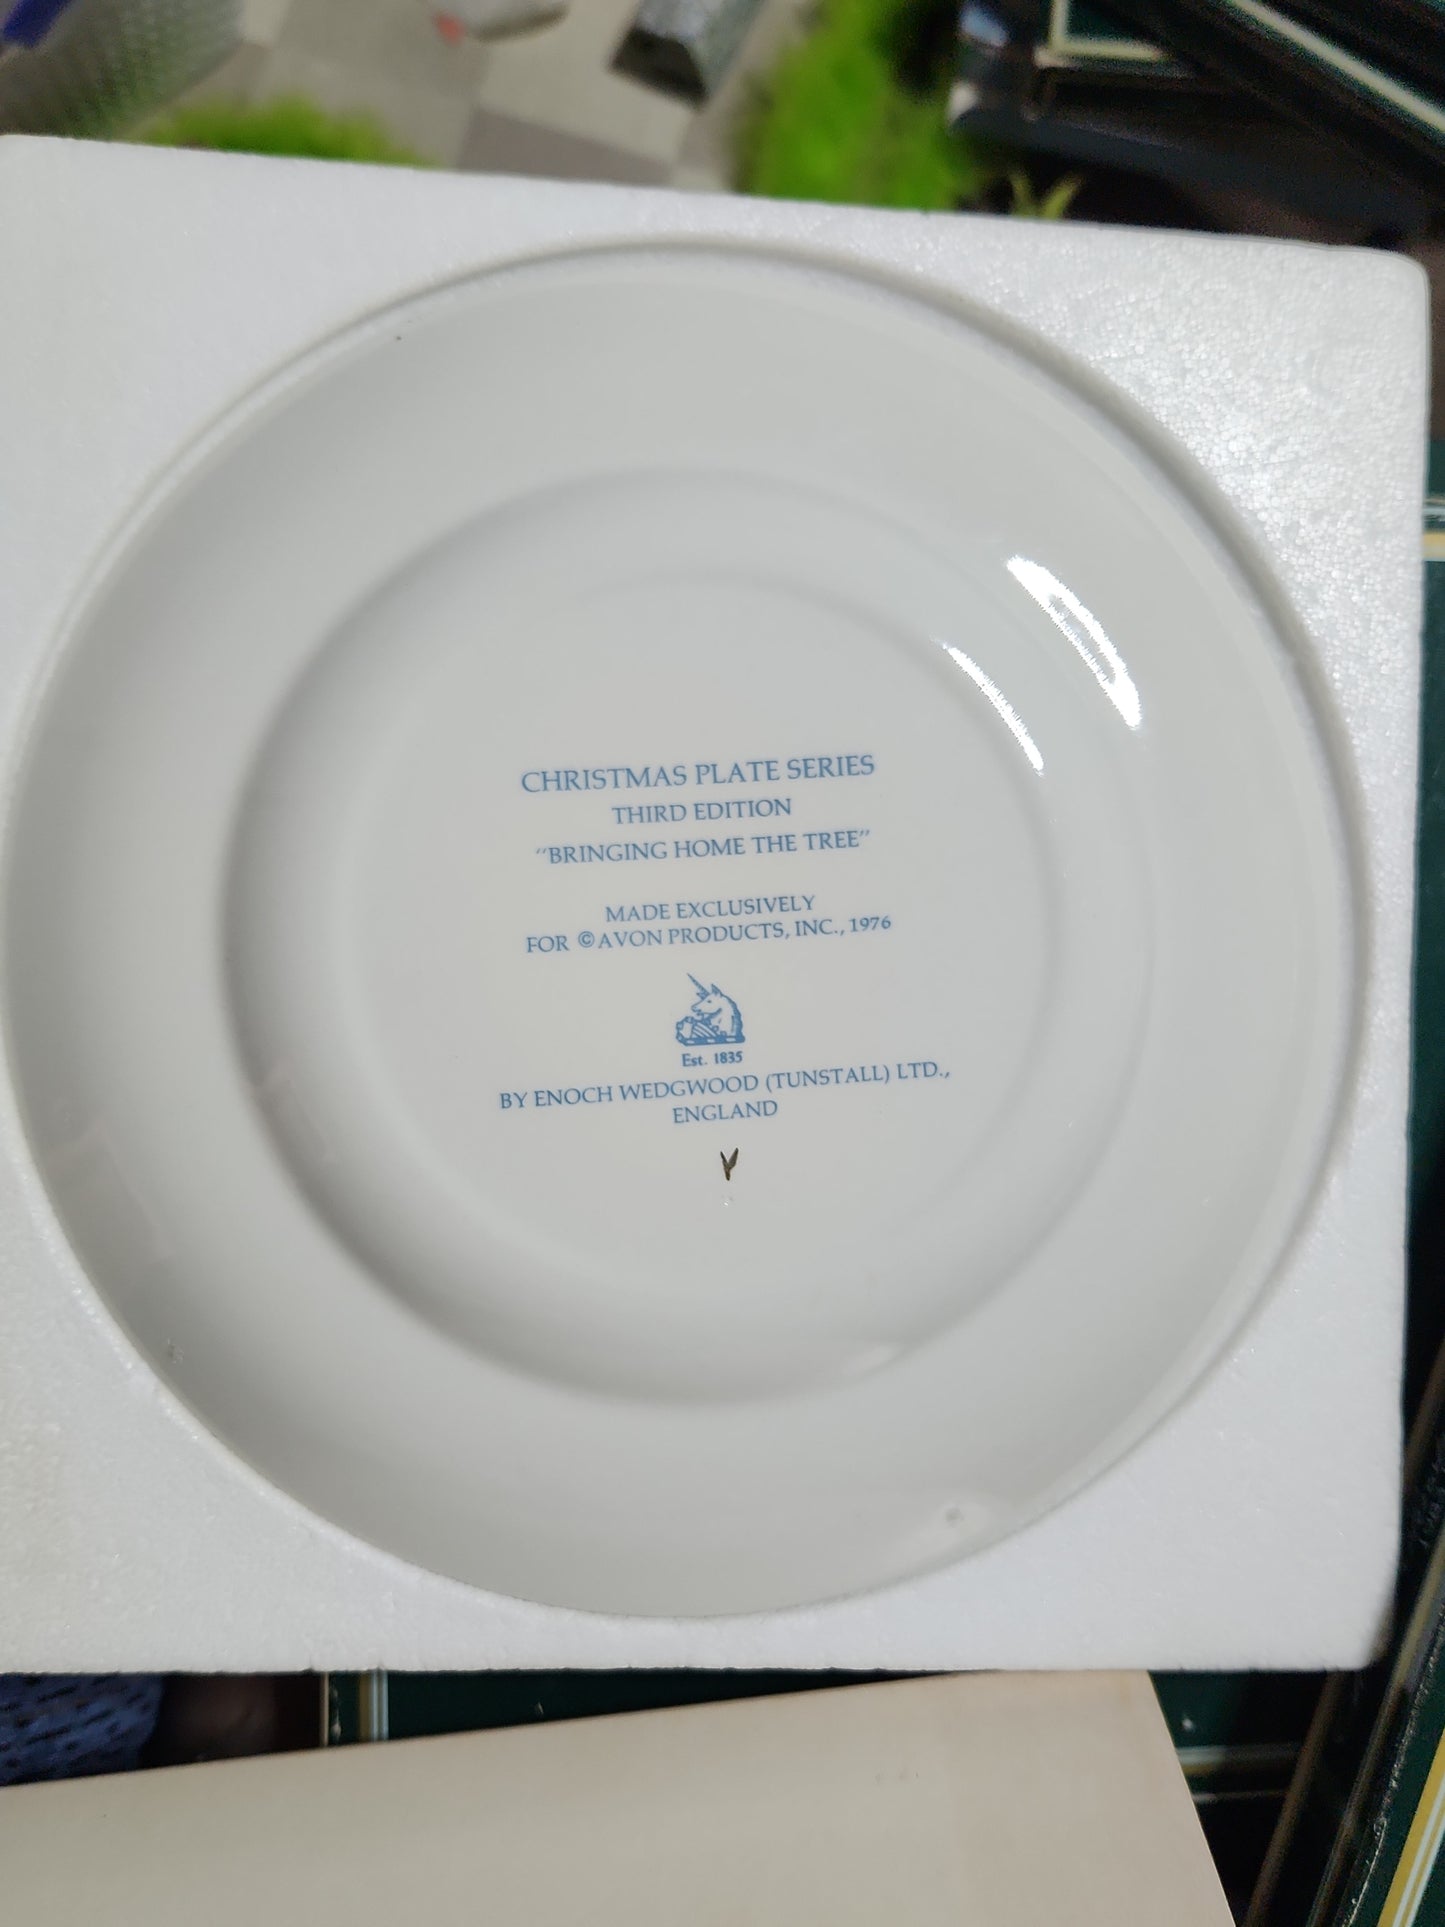 CHRISTMAS PLATE SERIES
THIRD EDITION
"BRINGING HOME THE TREE"
MADE EXCLUSIVELY
FOR © AVON PRODUCTS, INC., 1976
Est. 1835
BY ENOCH WEDGWOOD (TUNSTALL) LTD.,
ENGLAND